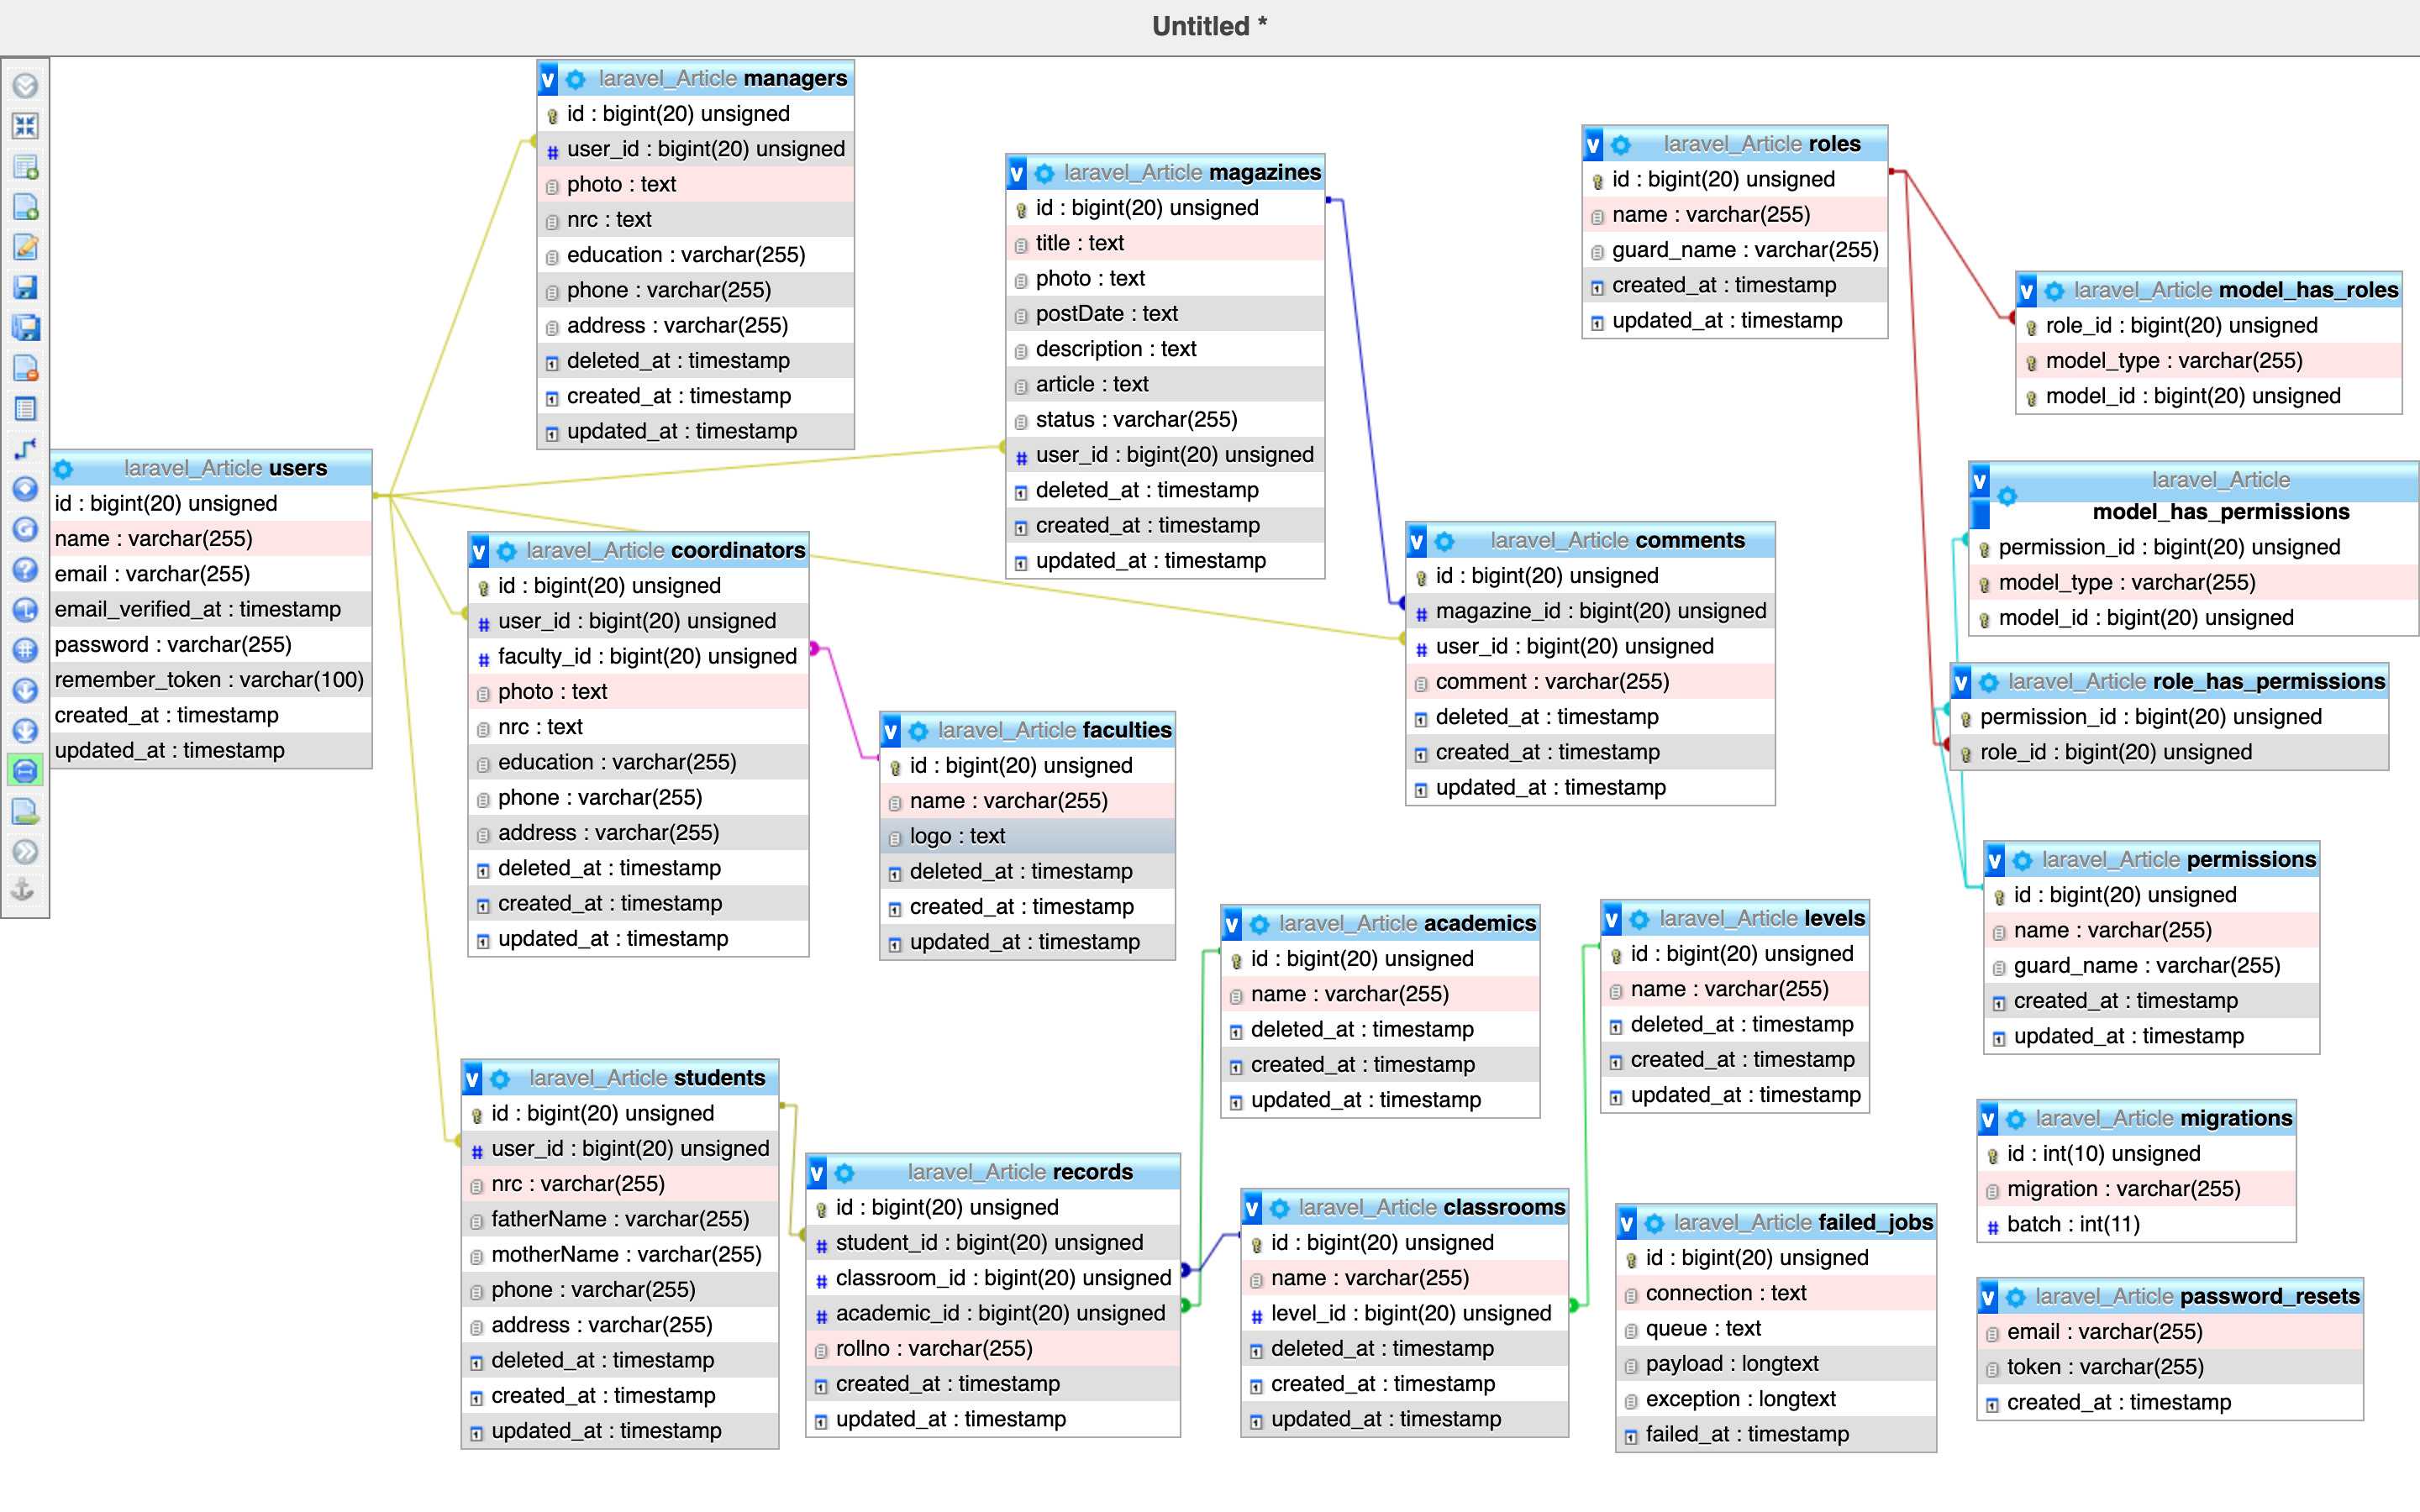 Untitled *
laravel_Article managers
id : bigint(20) unsigned
user_id : bigint(20) unsigned
photo : text
nrc : text
education : varchar(255)
phone : varchar(255)
address : varchar(255)
deleted_at : timestamp
created_at : timestamp
updated_at : timestamp
laravel_Article magazines
id : bigint(20) unsigned
title : text
photo : text
postDate : text
description : text
article : text
status : varchar(255)
user_id : bigint(20) unsigned
deleted_at : timestamp
created_at : timestamp
updated_at : timestamp
laravel_Article roles
id : bigint(20) unsigned
name : varchar(255)
guard_name : varchar(255)
created_at : timestamp
updated_at : timestamp
laravel_Article model_has_roles
role_id : bigint(20) unsigned
model_type : varchar(255)
model_id : bigint(20) unsigned
laravel_Article users
id : bigint(20) unsigned
name : varchar(255)
email : varchar(255)
email_verified_at : timestamp
password : varchar(255)
remember_token : varchar(100)
created_at : timestamp
updated_at : timestamp
laravel_Article coordinators
id : bigint(20) unsigned
user_id : bigint(20) unsigned
faculty_id : bigint(20) unsigned
photo : text
nrc : text
education : varchar(255)
phone : varchar(255)
address : varchar(255)
deleted_at : timestamp
created_at : timestamp
updated_at : timestamp
laravel_Article comments
id : bigint(20) unsigned
magazine_id : bigint(20) unsigned
user_id : bigint(20) unsigned
comment : varchar(255)
deleted_at : timestamp
created_at : timestamp
updated_at : timestamp
laravel_Article
model_has_permissions
permission_id : bigint(20) unsigned
model_type : varchar(255)
model_id : bigint(20) unsigned
laravel_Article role_has_permissions
permission_id : bigint(20) unsigned
role_id : bigint(20) unsigned
laravel_Article faculties
id : bigint(20) unsigned
name : varchar(255)
logo : text
deleted_at : timestamp
created_at : timestamp
updated_at : timestamp
laravel_Article permissions
id : bigint(20) unsigned
name : varchar(255)
guard_name : varchar(255)
created_at : timestamp
updated_at : timestamp
laravel_Article academics
id : bigint(20) unsigned
name : varchar(255)
deleted_at : timestamp
created_at : timestamp
updated_at : timestamp
laravel_Article levels
id : bigint(20) unsigned
name : varchar(255)
deleted_at : timestamp
created_at : timestamp
updated_at : timestamp
laravel_Article students
id : bigint(20) unsigned
user_id : bigint(20) unsigned
nrc : varchar(255)
fatherName : varchar(255)
motherName : varchar(255)
phone : varchar(255)
address : varchar(255)
deleted_at : timestamp
created_at : timestamp
updated_at : timestamp
laravel_Article records
id : bigint(20) unsigned
student_id : bigint(20) unsigned
classroom_id : bigint(20) unsigned
academic_id : bigint(20) unsigned
rollno : varchar(255)
created_at : timestamp
updated_at : timestamp
laravel_Article classrooms
id : bigint(20) unsigned
name : varchar(255)
level_id : bigint(20) unsigned
deleted_at : timestamp
created_at : timestamp
updated_at : timestamp
laravel_Article failed_jobs
id : bigint(20) unsigned
connection : text
queue : text
payload : longtext
exception : longtext
failed_at : timestamp
laravel_Article migrations
id : int(10) unsigned
migration : varchar(255)
batch : int(11)
laravel_Article password_resets
email : varchar(255)
token : varchar(255)
created_at : timestamp